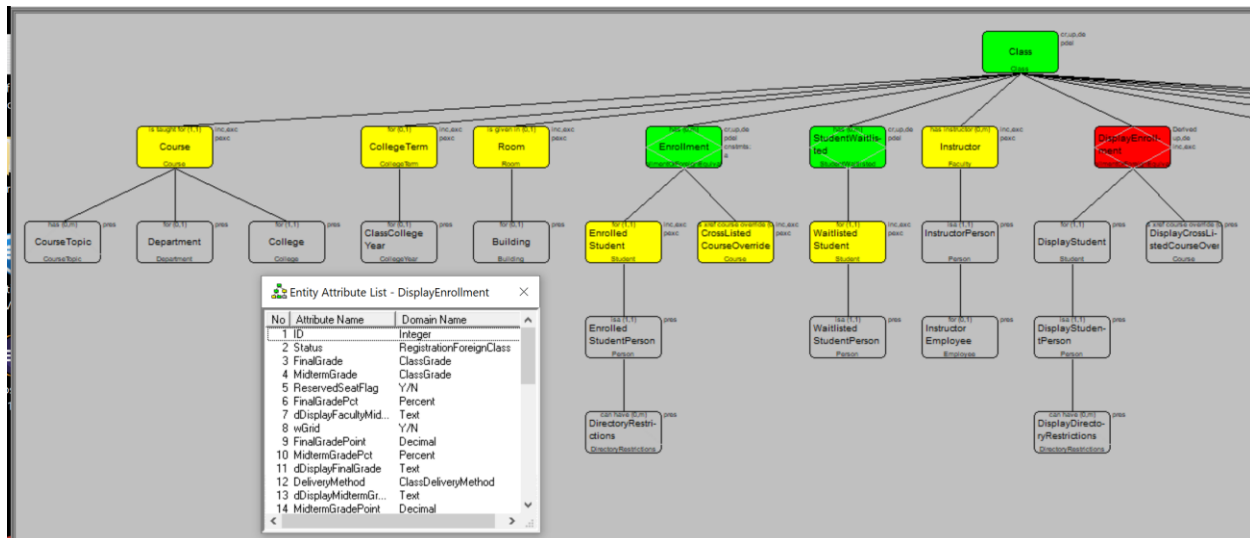 Class
cr,up,de
pdel
Class
is taught for (1,1)
inc,exc
pexc
Course
Course
for (0,1)
inc,exc
pexc
CollegeTerm
CollegeTerm
is given in (0,1)
inc,exc
pexc
Room
Room
has (0,m)
cr,up,de
pdel
cnstnts:
a
Enrollment
has (0,m)
cr,up,de
pdel
StudentWaitlis-
ted
StudentWaitlisted
has instructor (0,m)
inc,exc
pexc
Instructor
Faculty
Derived
up,de
inc,exc
DisplayEnroll-
ment
has (0,m)
pres
CourseTopic
CourseTopic
for (0,1)
pres
Department
Department
for (0,1)
pres
College
College
for (0,1)
pres
ClassCollege
Year
CollegeYear
for (0,1)
pres
Building
Building
for (1,1)
inc,exc
pexc
Enrolled
Student
Student
inc,exc
pexc
CrossListed
CourseOverride
Course
for (1,1)
inc,exc
pexc
Waitlisted
Student
Student
isa (1,1)
pres
InstructorPerson
Person
for (1,1)
pres
DisplayStudent
Student
pres
DisplayCrossLi-
stedCourseOver
Course
isa (1,1)
pres
Enrolled
StudentPerson
Person
isa (1,1)
pres
Waitlisted
StudentPerson
Person
for (0,1)
pres
Instructor
Employee
Employee
isa (1,1)
pres
DisplayStuden-
tPerson
Person
can have (0,m)
pres
DirectoryRestri-
ctions
DirectoryRestrictions
can have (0,m)
pres
DisplayDirecto-
ryRestrictions
DirectoryRestrictions
Entity Attribute List - DisplayEnrollment
No Attribute Name Domain Name
1 ID Integer
2 Status RegistrationForeignClass
3 FinalGrade ClassGrade
4 MidtermGrade ClassGrade
5 ReservedSeatFlag Y/N
6 FinalGradePct Percent
7 dDisplayFacultyMid... Text
8 wGrid Y/N
9 FinalGradePoint Decimal
10 MidtermGradePct Percent
11 dDisplayFinalGrade Text
12 DeliveryMethod ClassDeliveryMethod
13 dDisplayMidtermGr... Text
14 MidtermGradePoint Decimal